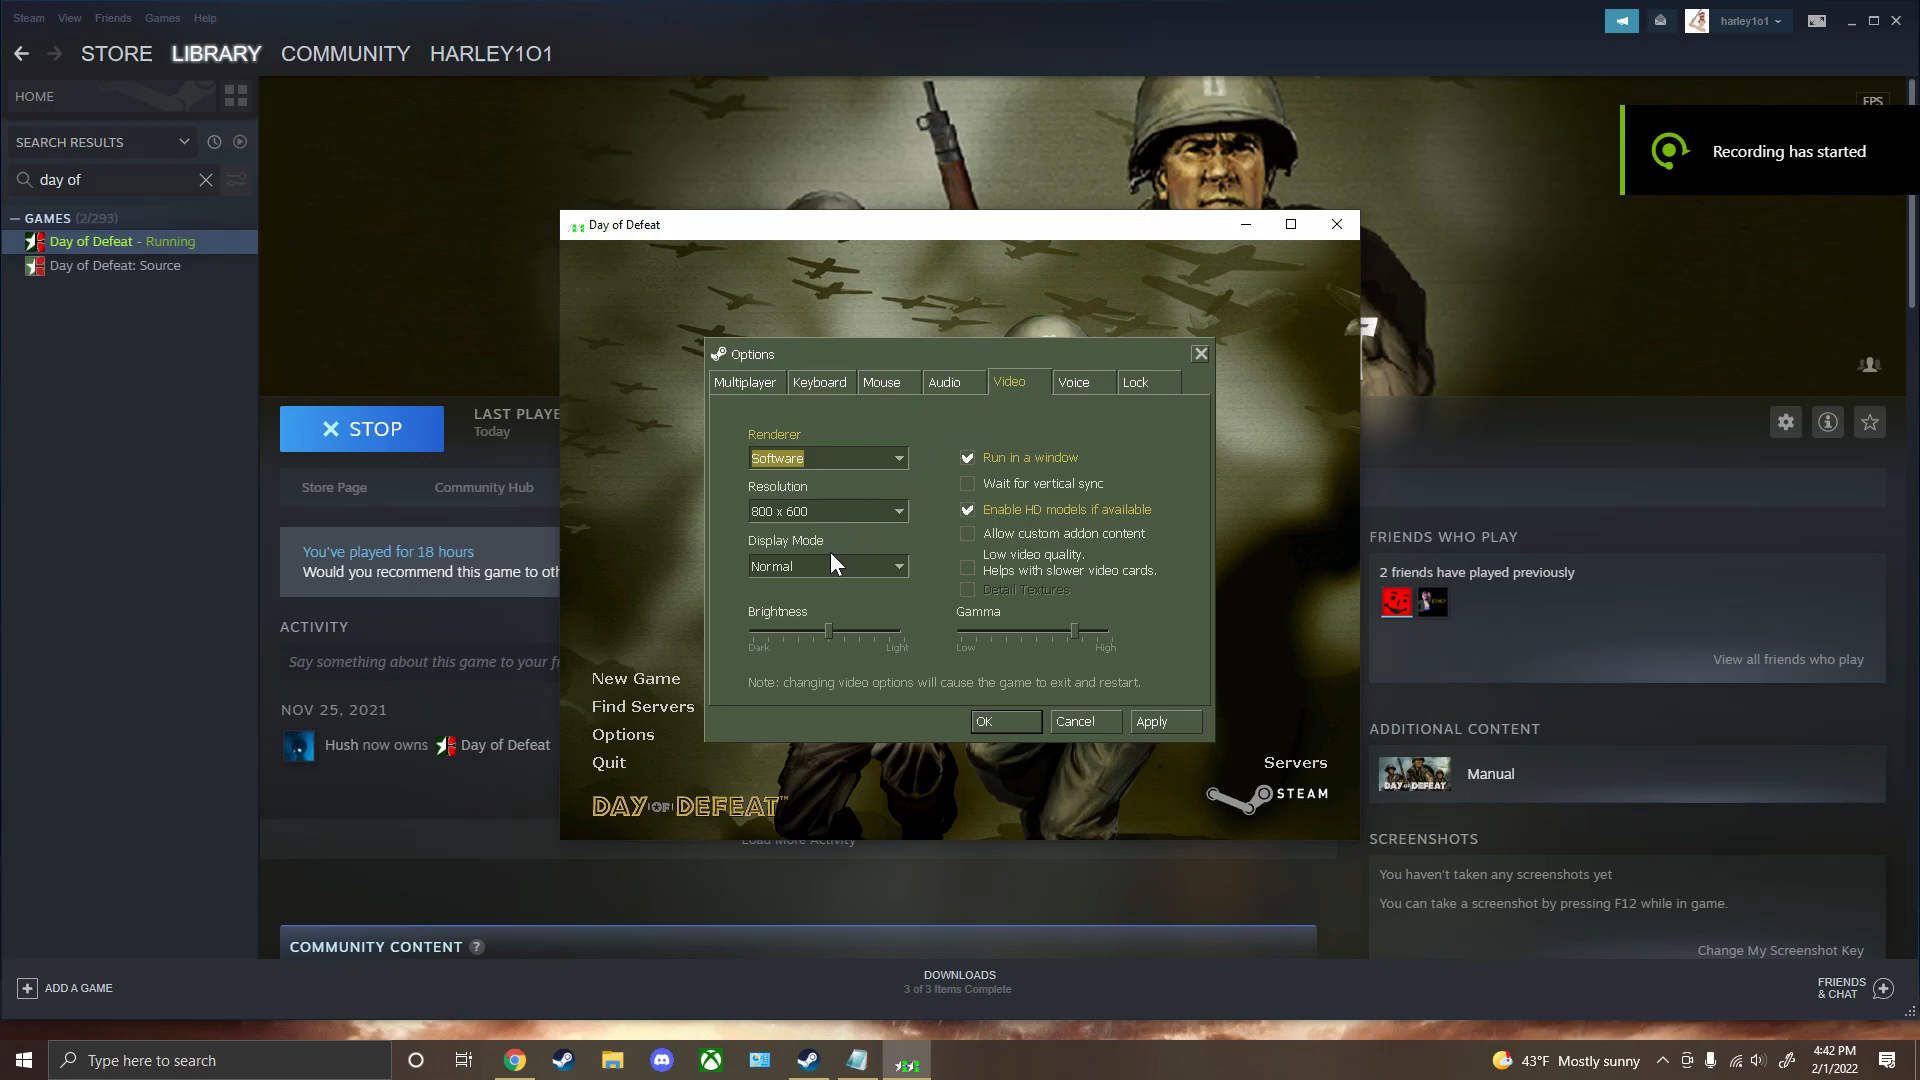 Steam View Friends Games Help
harley1o1
STORE LIBRARY COMMUNITY HARLEY1O1
HOME
FPS
SEARCH RESULTS
Recording has started
day of
GAMES (2/293)
Day of Defeat
Day of Defeat - Running
Day of Defeat: Source
Options
Multiplayer Keyboard Mouse Audio Video Voice Lock
STOP
LAST PLAYE
Today
Renderer
Software
Run in a window
Store Page Community Hub
Resolution
Wait for vertical sync
800 x 600
Enable HD models if available
Display Mode
Allow custom addon content
FRIENDS WHO PLAY
You've played for 18 hours
Low video quality.
Would you recommend this game to oth
Normal
Helps with slower video cards.
2 friends have played previously
Detail Textures
Brightness
Gamma
ACTIVITY
Dark Light
Low High
Say something about this game to your fr
View all friends who play
New Game
Note: changing video options will cause the game to exit and restart.
Find Servers
NOV 25, 2021
OK Cancel Apply
Options
ADDITIONAL CONTENT
Hush now owns Day of Defeat
Quit
Servers
Manual
DAY OF DEFEAT™
STEAM
DAY OF DEFEAT
Load More Activity
SCREENSHOTS
You haven't taken any screenshots yet
You can take a screenshot by pressing F12 while in game.
COMMUNITY CONTENT ?
Change My Screenshot Key
ADD A GAME
DOWNLOADS
3 of 3 Items Complete
FRIENDS
& CHAT
Type here to search
43°F Mostly sunny
4:42 PM
2/1/2022